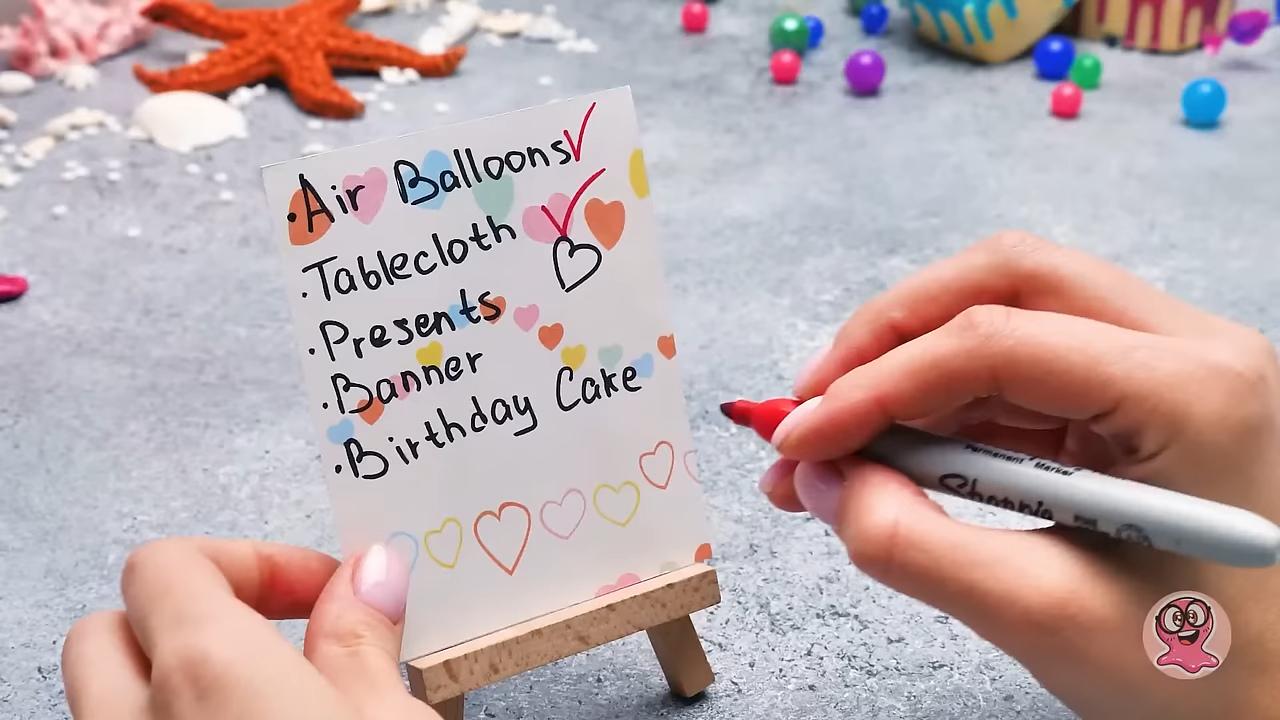 ·Air Balloons✓
·Tablecloth ✓
·Presents
·Banner
·Birthday Cake
Permanent Marker
Sharpie